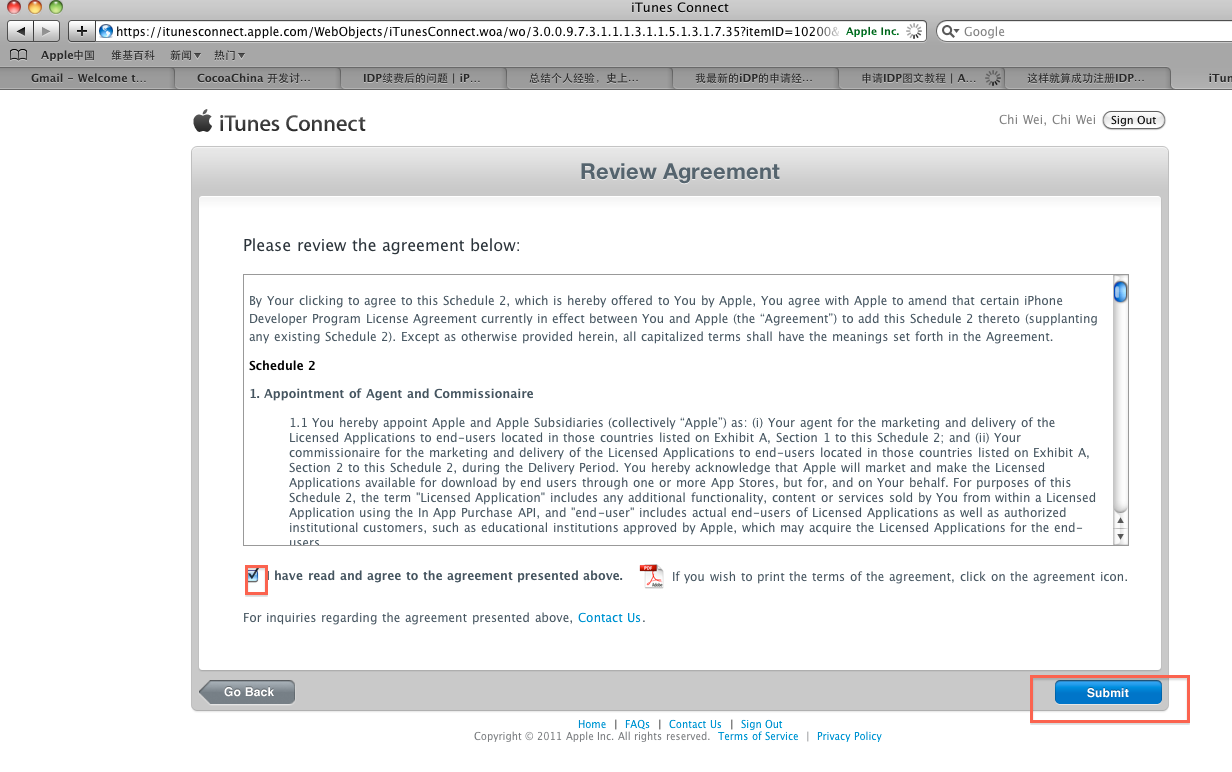 iTunes Connect
https://itunesconnect.apple.com/WebObjects/iTunesConnect.woa/wo/3.0.0.9.7.3.1.1.1.3.1.1.5.1.3.1.7.35?itemID=10200& Apple Inc. Google
Apple中国 维基百科 新闻 热门
Gmail – Welcome t... CocoaChina 开发讨... IDP续费后的问题 | iP... 总结个人经验，史上... 我最新的iDP的申请经... 申请IDP图文教程 | A... 这样就算成功注册IDP... iTun
iTunes Connect Chi Wei, Chi Wei Sign Out
Review Agreement
Please review the agreement below:
By Your clicking to agree to this Schedule 2, which is hereby offered to You by Apple, You agree with Apple to amend that certain iPhone
Developer Program License Agreement currently in effect between You and Apple (the “Agreement”) to add this Schedule 2 thereto (supplanting
any existing Schedule 2). Except as otherwise provided herein, all capitalized terms shall have the meanings set forth in the Agreement.
Schedule 2
1. Appointment of Agent and Commissionaire
1.1 You hereby appoint Apple and Apple Subsidiaries (collectively “Apple”) as: (i) Your agent for the marketing and delivery of the
Licensed Applications to end-users located in those countries listed on Exhibit A, Section 1 to this Schedule 2; and (ii) Your
commissionaire for the marketing and delivery of the Licensed Applications to end-users located in those countries listed on Exhibit A,
Section 2 to this Schedule 2, during the Delivery Period. You hereby acknowledge that Apple will market and make the Licensed
Applications available for download by end users through one or more App Stores, but for, and on Your behalf. For purposes of this
Schedule 2, the term "Licensed Application" includes any additional functionality, content or services sold by You from within a Licensed
Application using the In App Purchase API, and "end-user" includes actual end-users of Licensed Applications as well as authorized
institutional customers, such as educational institutions approved by Apple, which may acquire the Licensed Applications for the end-
users
I have read and agree to the agreement presented above. PDF Adobe If you wish to print the terms of the agreement, click on the agreement icon.
For inquiries regarding the agreement presented above, Contact Us.
Go Back Submit
Home | FAQs | Contact Us | Sign Out
Copyright © 2011 Apple Inc. All rights reserved. Terms of Service | Privacy Policy